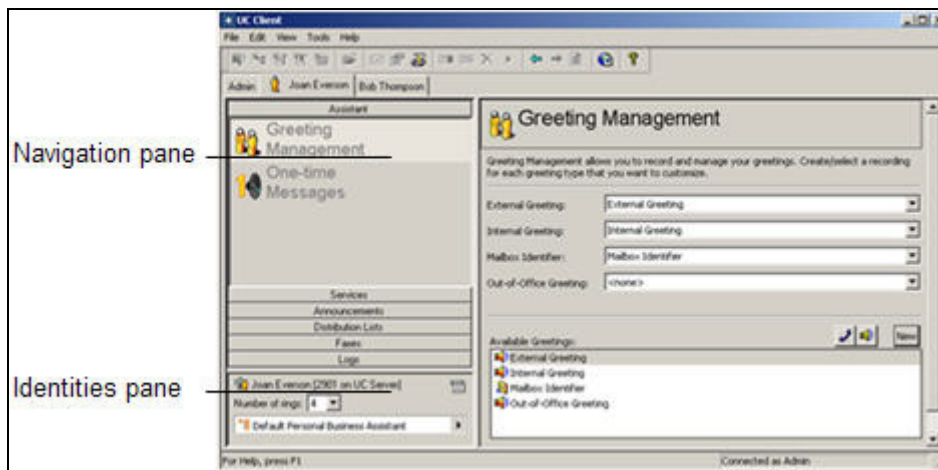 UC Client
File Edit View Tools Help
Admin Joan Everson Bob Thompson
Assistant
Greeting
Management
One-time
Messages
Services
Announcements
Distribution Lists
Faxes
Logs
Joan Everson [2901 on UC Server]
Number of rings: 4
Default Personal Business Assistant
Greeting Management
Greeting Management allows you to record and manage your greetings. Create/select a recording
for each greeting type that you want to customize.
External Greeting: External Greeting
Internal Greeting: Internal Greeting
Mailbox Identifier: Mailbox Identifier
Out-of-Office Greeting: <none>
Available Greetings: New
External Greeting
Internal Greeting
Mailbox Identifier
Out-of-Office Greeting
For Help, press F1
Connected as Admin
Navigation pane
Identities pane